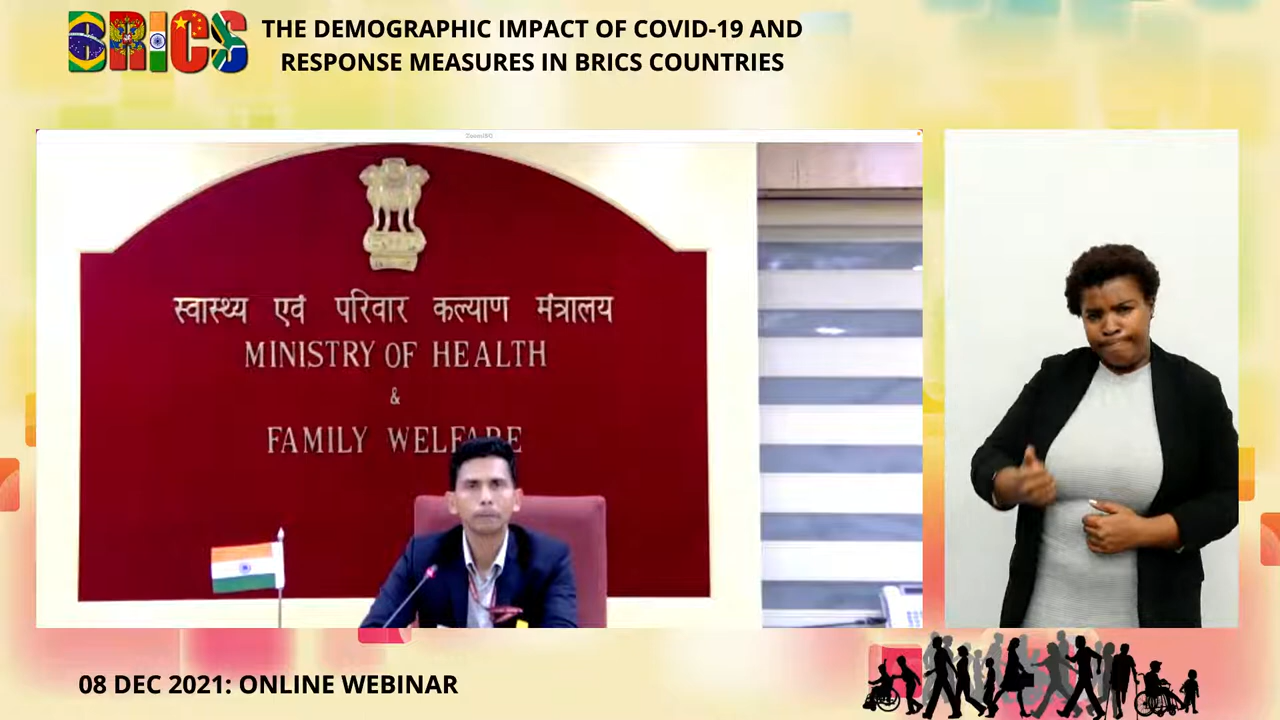 BRICS
THE DEMOGRAPHIC IMPACT OF COVID-19 AND
RESPONSE MEASURES IN BRICS COUNTRIES
स्वास्थ्य एवं परिवार कल्याण मंत्रालय
MINISTRY OF HEALTH
&
FAMILY WELFARE
08 DEC 2021: ONLINE WEBINAR